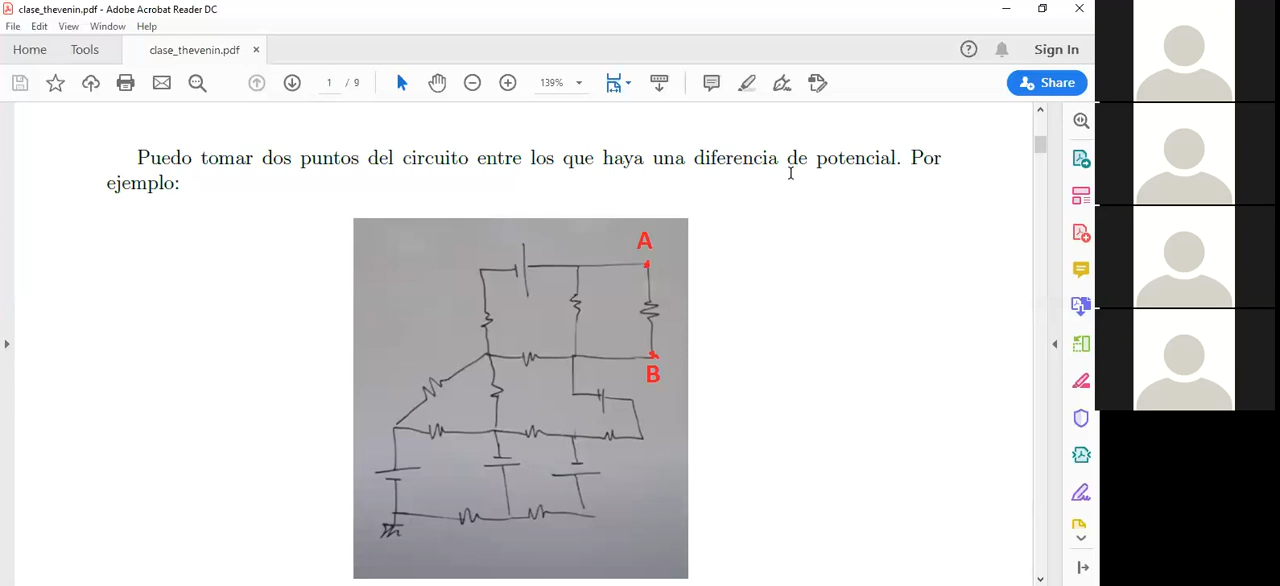 clase_thevenin.pdf - Adobe Acrobat Reader DC
File Edit View Window Help
Home Tools clase_thevenin.pdf × Sign In
1 / 9 139% Share
Puedo tomar dos puntos del circuito entre los que haya una diferencia de potencial. Por
ejemplo:
A
B